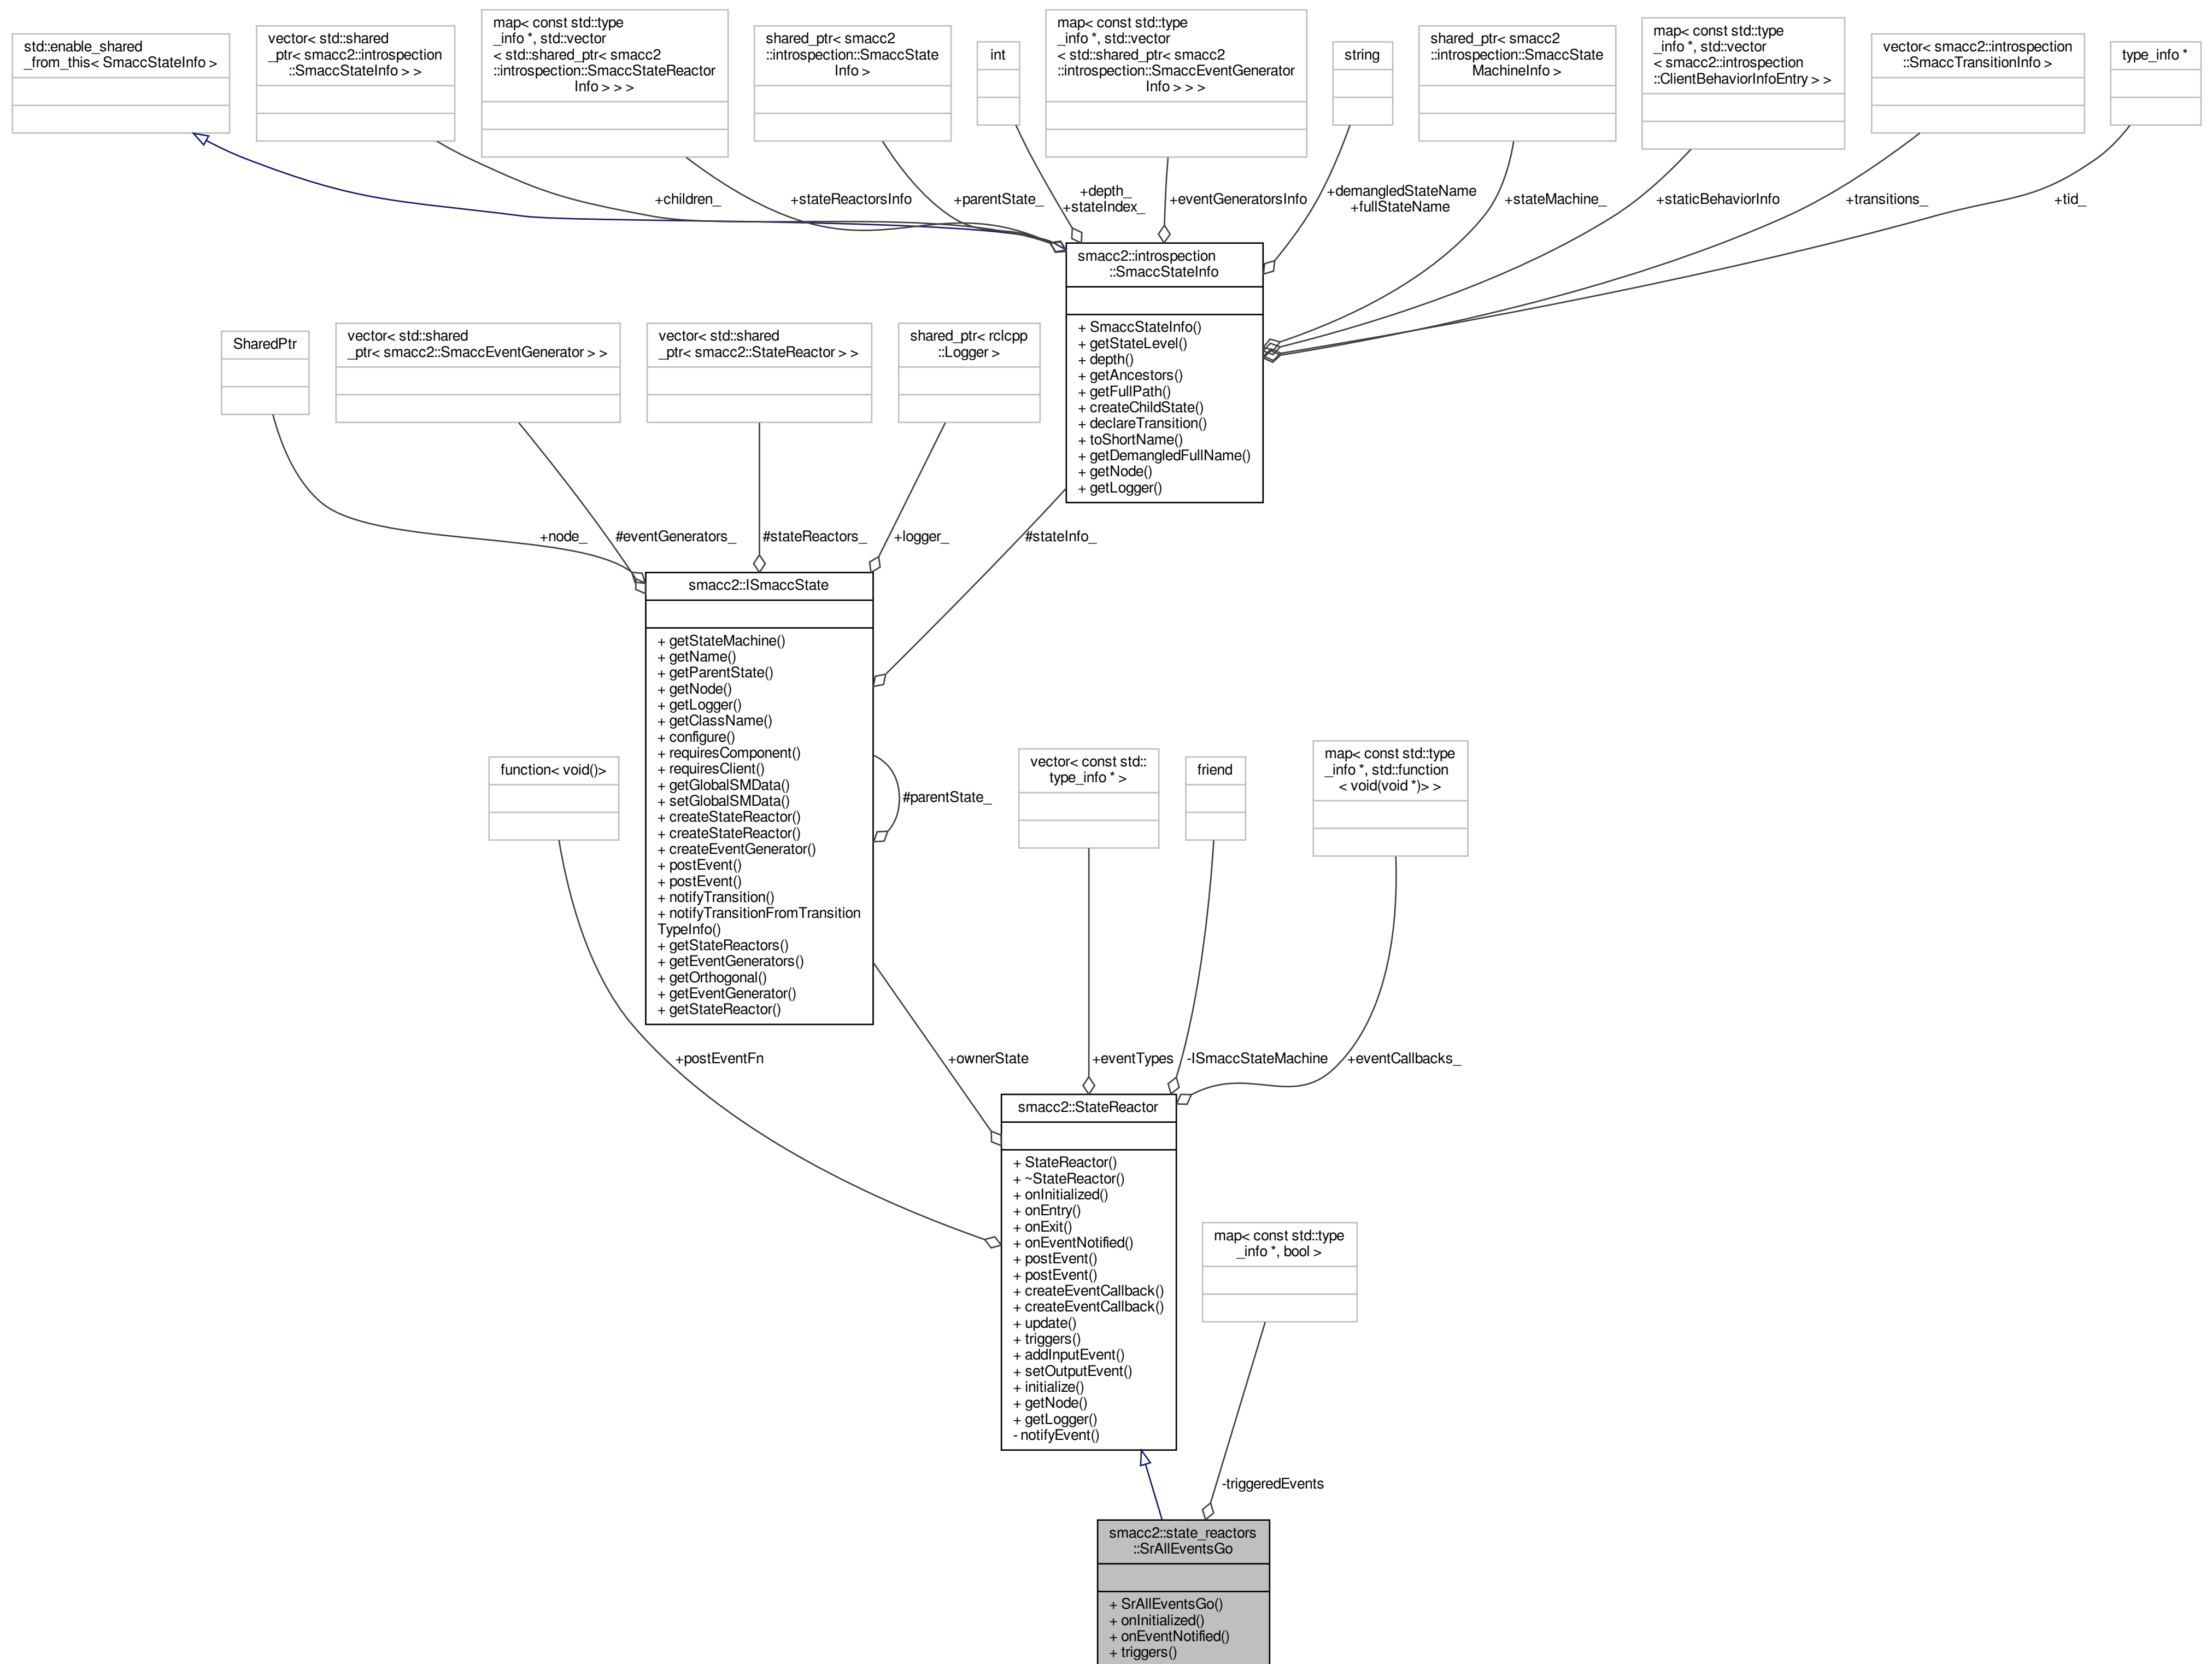 std::enable_shared
_from_this< SmaccStateInfo >
vector< std::shared
_ptr< smacc2::introspection
::SmaccStateInfo > >
map< const std::type
_info *, std::vector
< std::shared_ptr< smacc2
::introspection::SmaccStateReactor
Info > > >
shared_ptr< smacc2
::introspection::SmaccState
Info >
int
map< const std::type
_info *, std::vector
< std::shared_ptr< smacc2
::introspection::SmaccEventGenerator
Info > > >
string
shared_ptr< smacc2
::introspection::SmaccState
MachineInfo >
map< const std::type
_info *, std::vector
< smacc2::introspection
::ClientBehaviorInfoEntry > >
vector< smacc2::introspection
::SmaccTransitionInfo >
type_info *
+children_
+stateReactorsInfo
+parentState_
+depth_
+stateIndex_
+eventGeneratorsInfo
+demangledStateName
+fullStateName
+stateMachine_
+staticBehaviorInfo
+transitions_
+tid_
smacc2::introspection
::SmaccStateInfo
+ SmaccStateInfo()
+ getStateLevel()
+ depth()
+ getAncestors()
+ getFullPath()
+ createChildState()
+ declareTransition()
+ toShortName()
+ getDemangledFullName()
+ getNode()
+ getLogger()
SharedPtr
vector< std::shared
_ptr< smacc2::SmaccEventGenerator > >
vector< std::shared
_ptr< smacc2::StateReactor > >
shared_ptr< rclcpp
::Logger >
+node_
#eventGenerators_
#stateReactors_
+logger_
#stateInfo_
smacc2::ISmaccState
+ getStateMachine()
+ getName()
+ getParentState()
+ getNode()
+ getLogger()
+ getClassName()
+ configure()
+ requiresComponent()
+ requiresClient()
+ getGlobalSMData()
+ setGlobalSMData()
+ createStateReactor()
+ createStateReactor()
+ createEventGenerator()
+ postEvent()
+ postEvent()
+ notifyTransition()
+ notifyTransitionFromTransition
TypeInfo()
+ getStateReactors()
+ getEventGenerators()
+ getOrthogonal()
+ getEventGenerator()
+ getStateReactor()
#parentState_
function< void()>
vector< const std::
type_info * >
friend
map< const std::type
_info *, std::function
< void(void *)> >
+postEventFn
+ownerState
+eventTypes
-ISmaccStateMachine
+eventCallbacks_
smacc2::StateReactor
+ StateReactor()
+ ~StateReactor()
+ onInitialized()
+ onEntry()
+ onExit()
+ onEventNotified()
+ postEvent()
+ postEvent()
+ createEventCallback()
+ createEventCallback()
+ update()
+ triggers()
+ addInputEvent()
+ setOutputEvent()
+ initialize()
+ getNode()
+ getLogger()
- notifyEvent()
map< const std::type
_info *, bool >
-triggeredEvents
smacc2::state_reactors
::SrAllEventsGo
+ SrAllEventsGo()
+ onInitialized()
+ onEventNotified()
+ triggers()